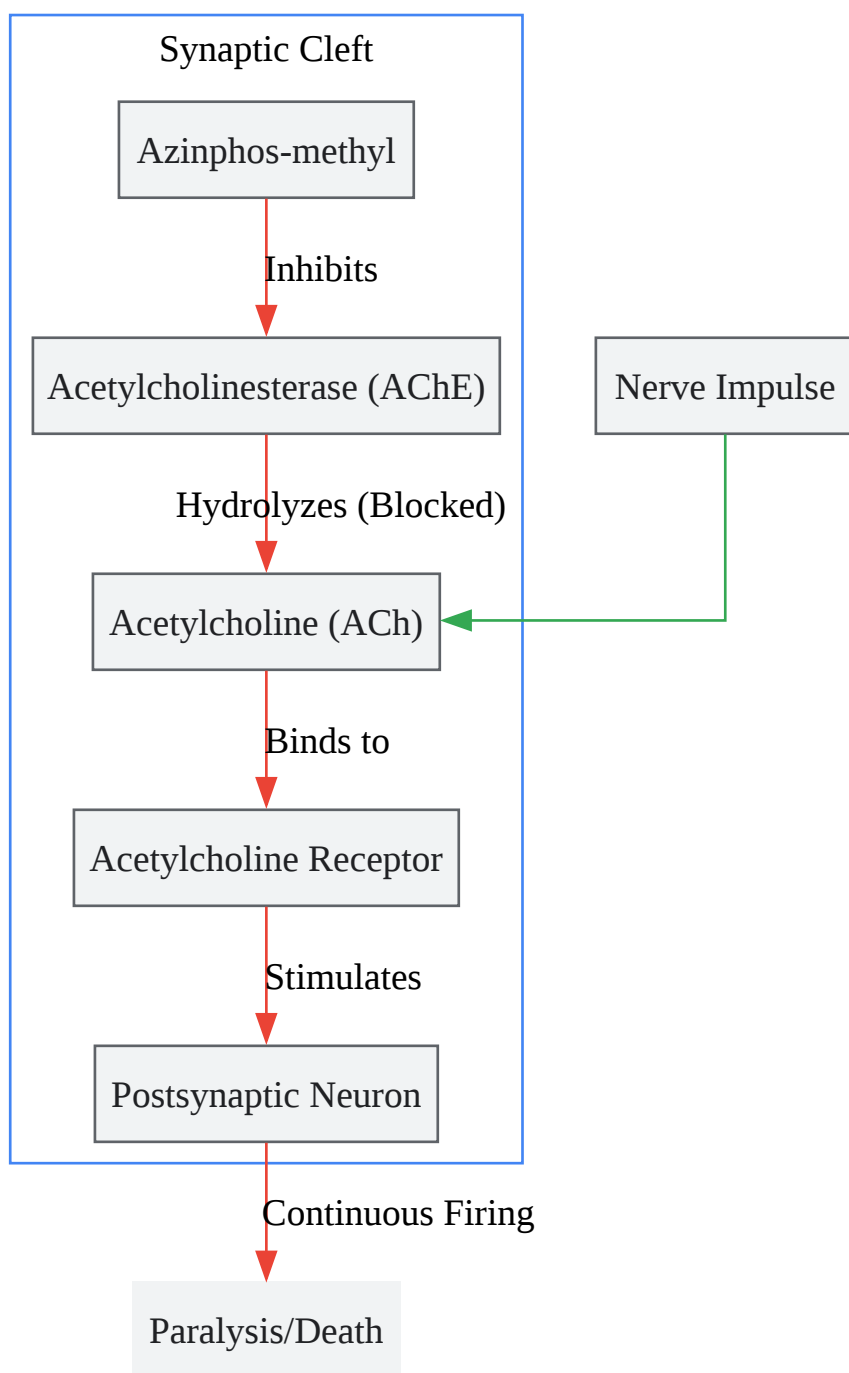 Synaptic Cleft
Azinphos-methyl
Inhibits
Acetylcholinesterase (AChE)
Nerve Impulse
Hydrolyzes (Blocked)
Acetylcholine (ACh)
Binds to
Acetylcholine Receptor
Stimulates
Postsynaptic Neuron
Continuous Firing
Paralysis/Death